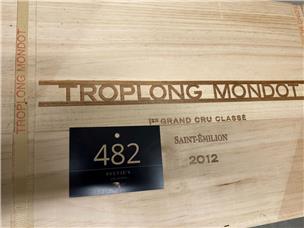 TROPLONG MONDOT
TROPLONG MONDOT
1ER GRAND CRU CLASSÉ
SAINT-ÉMILION
2012
482